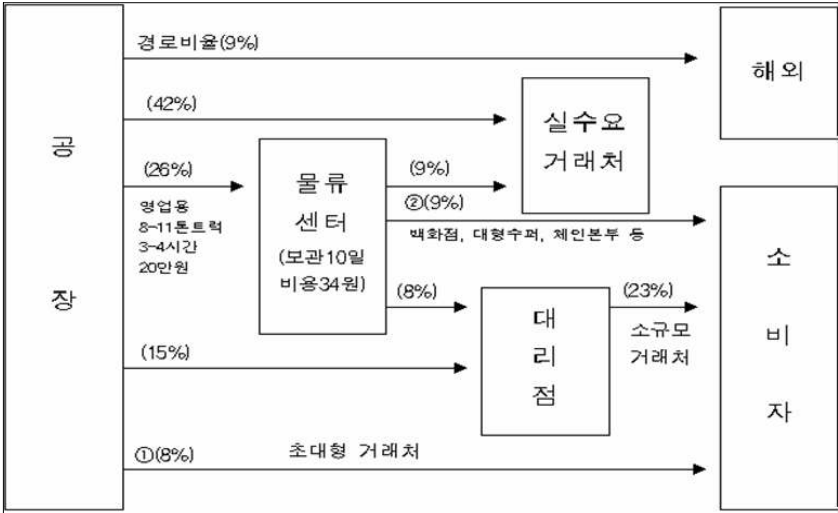 공
장
경로비율(9%)
해외
(42%)
실수요
거래처
(26%)
영업용
8-11톤트럭
3-4시간
20만원
물류
센터
(보관10일
비용34원)
(9%)
②(9%)
백화점, 대형수퍼, 체인본부 등
(8%)
대
리
점
(23%)
소규모
거래처
소
비
자
(15%)
①(8%)
초대형 거래처